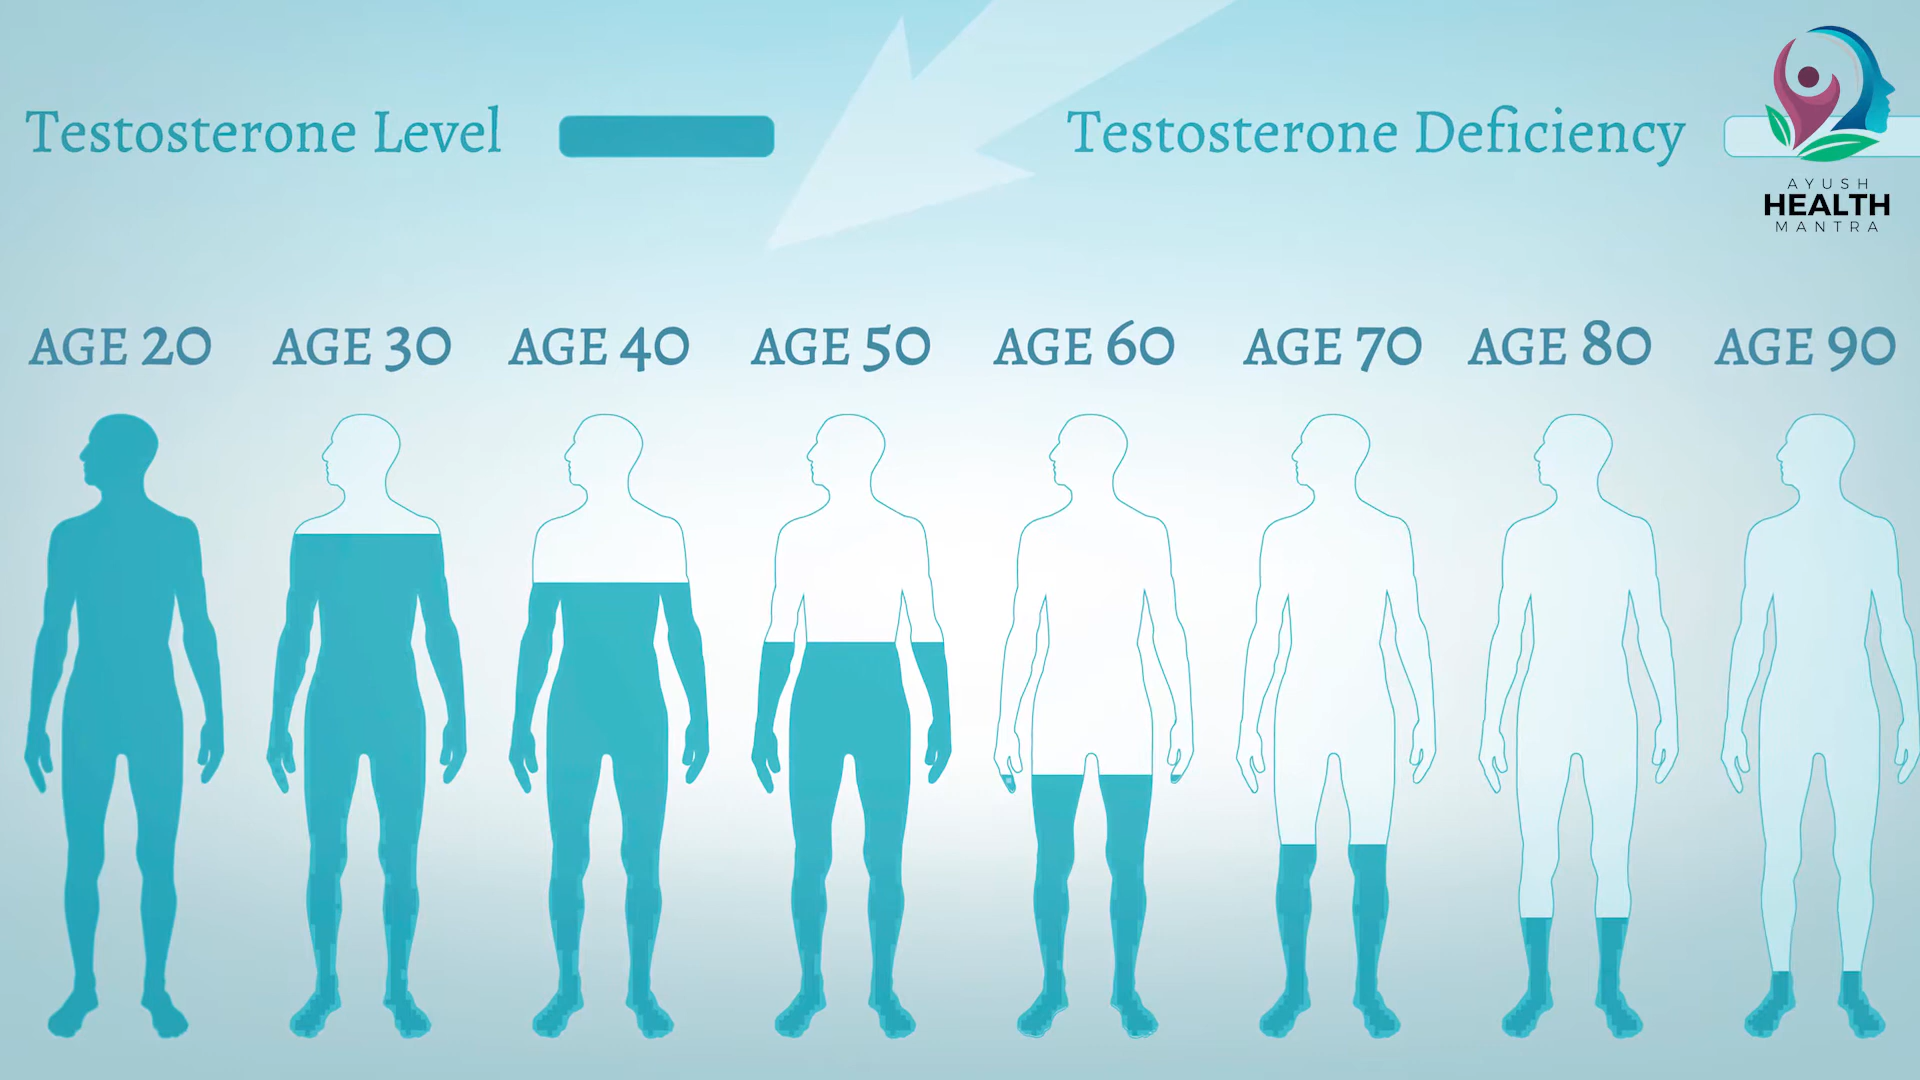 Testosterone Level
Testosterone Deficiency
AYUSH
HEALTH
MANTRA
AGE 20
AGE 30
AGE 40
AGE 50
AGE 60
AGE 70
AGE 80
AGE 90